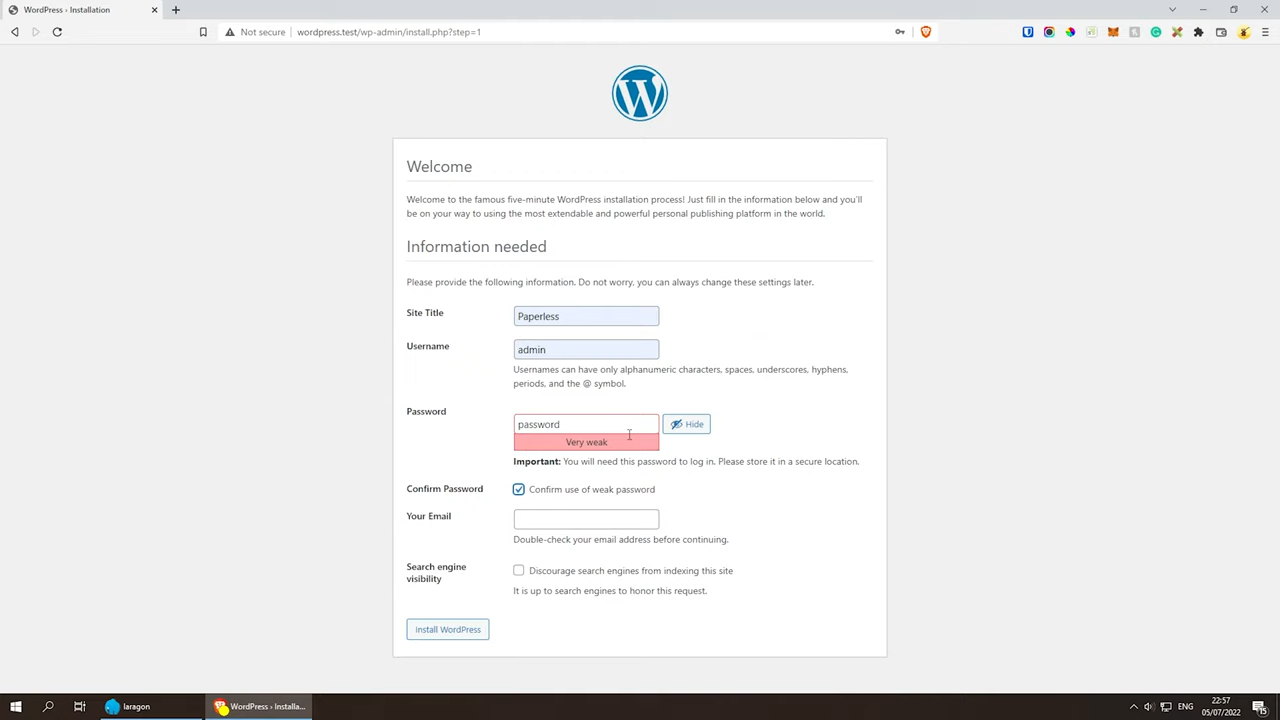 WordPress › Installation
Not secure
wordpress.test/wp-admin/install.php?step=1
Welcome
Welcome to the famous five-minute WordPress installation process! Just fill in the information below and you'll
be on your way to using the most extendable and powerful personal publishing platform in the world.
Information needed
Please provide the following information. Do not worry, you can always change these settings later.
Site Title
Paperless
Username
admin
Usernames can have only alphanumeric characters, spaces, underscores, hyphens,
periods, and the @ symbol.
Password
password
Hide
Very weak
Important: You will need this password to log in. Please store it in a secure location.
Confirm Password
Confirm use of weak password
Your Email
Double-check your email address before continuing.
Search engine
visibility
Discourage search engines from indexing this site
It is up to search engines to honor this request.
Install WordPress
laragon
WordPress › Installa...
ENG
22:57
05/07/2022
15